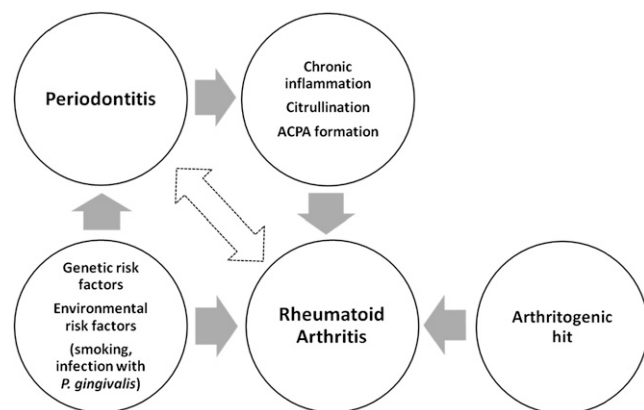 Periodontitis
Chronic
inflammation
Citrullination
ACPA formation
Genetic risk
factors
Environmental
risk factors
(smoking,
infection with
P. gingivalis)
Rheumatoid
Arthritis
Arthritogenic
hit